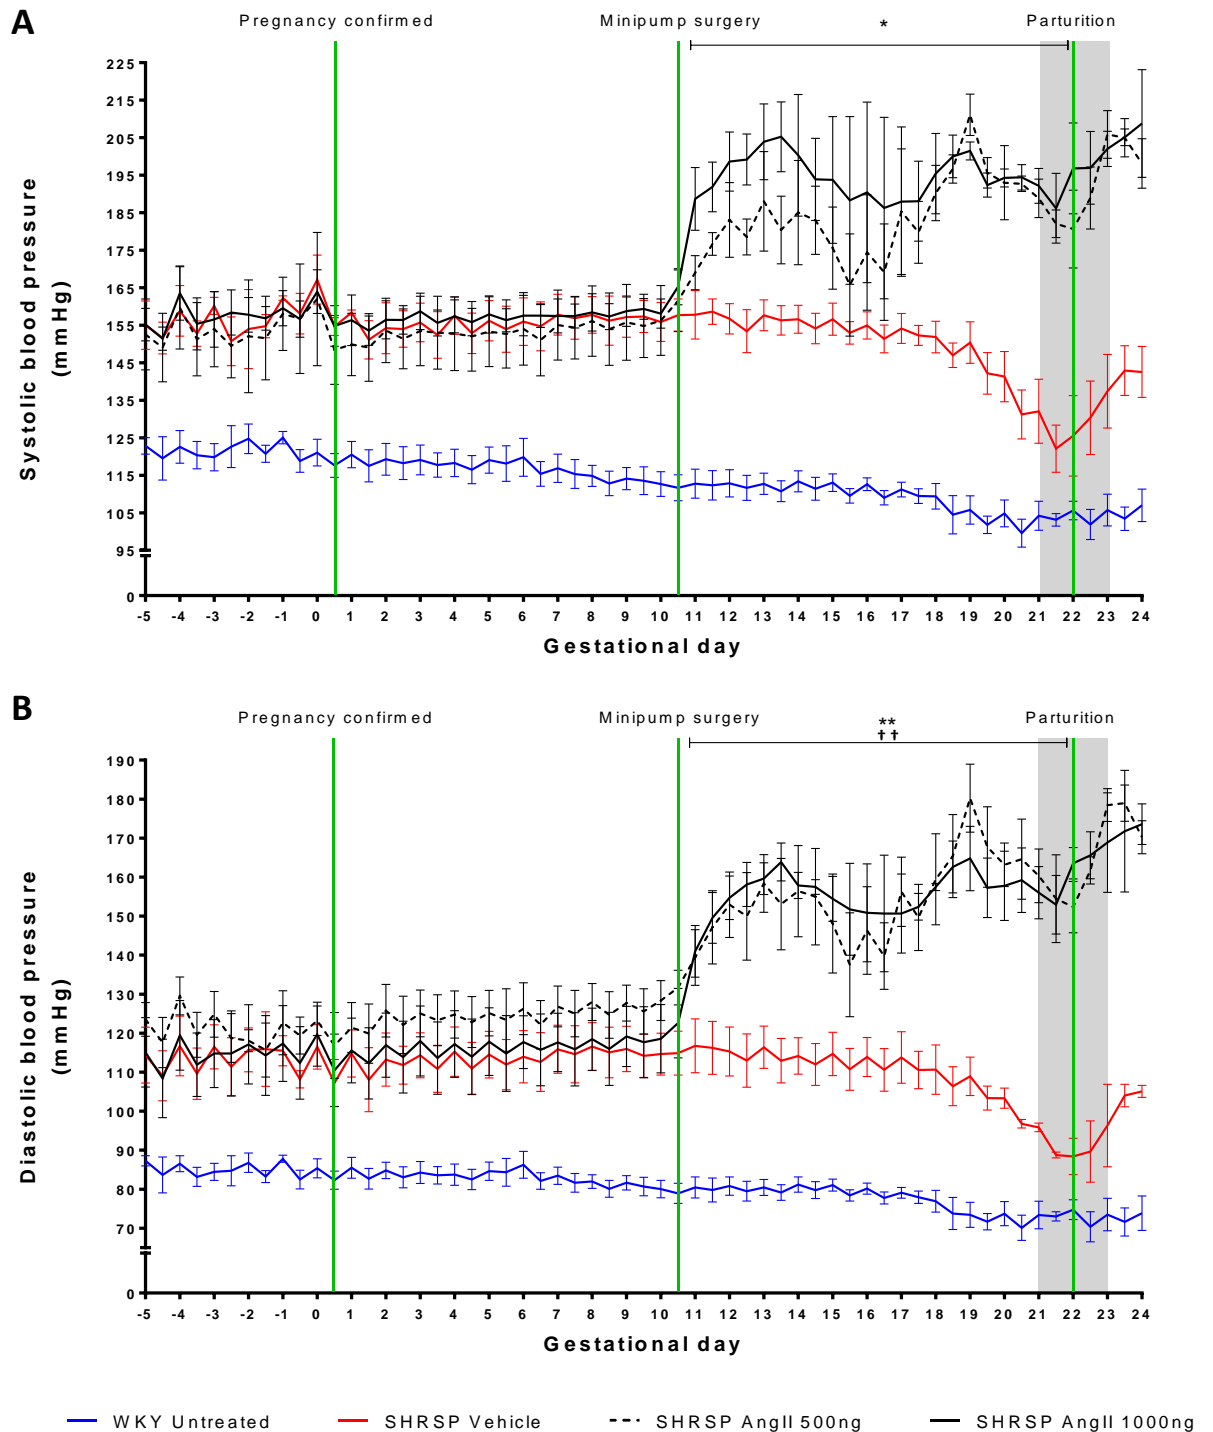 A
Pregnancy confirmed
Minipump surgery
*
Parturition
225
215
205
195
185
175
165
155
145
135
125
115
105
95
0
Systolic blood pressure
(mmHg)
-5 -4 -3 -2 -1 0 1 2 3 4 5 6 7 8 9 10 11 12 13 14 15 16 17 18 19 20 21 22 23 24
Gestational day
B
Pregnancy confirmed
Minipump surgery
**
††
Parturition
190
180
170
160
150
140
130
120
110
100
90
80
70
0
Diastolic blood pressure
(mmHg)
-5 -4 -3 -2 -1 0 1 2 3 4 5 6 7 8 9 10 11 12 13 14 15 16 17 18 19 20 21 22 23 24
Gestational day
WKY Untreated
SHRSP Vehicle
SHRSP AngII 500ng
SHRSP AngII 1000ng